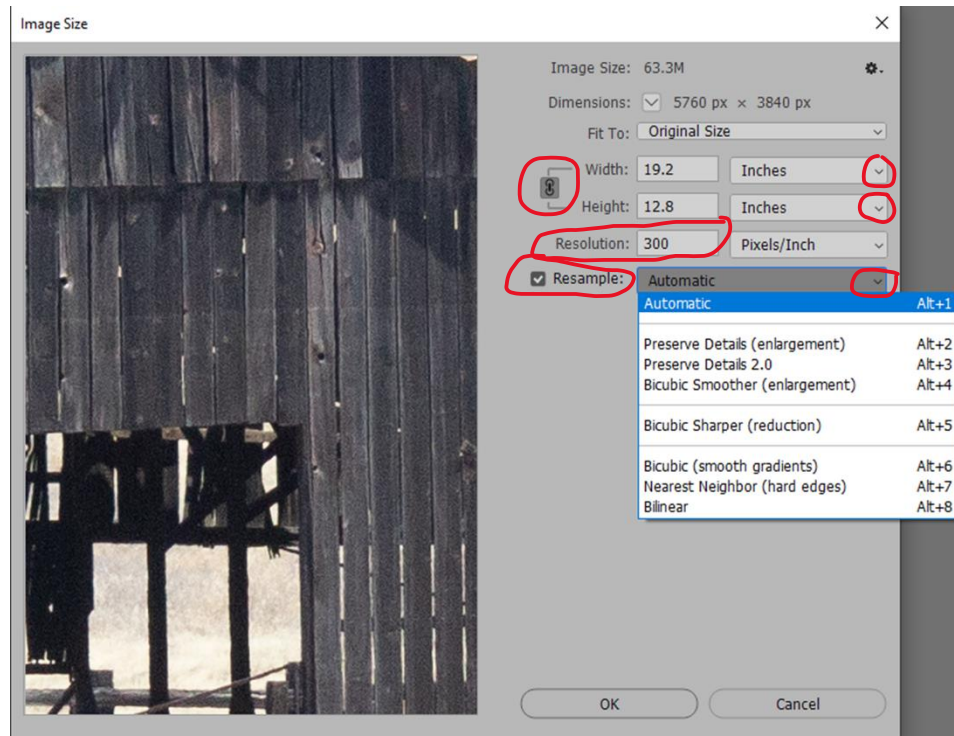 Image Size
Image Size: 63.3M
Dimensions: 5760 px × 3840 px
Fit To: Original Size
Width: 19.2 Inches
Height: 12.8 Inches
Resolution: 300 Pixels/Inch
Resample: Automatic
Automatic Alt+1
Preserve Details (enlargement) Alt+2
Preserve Details 2.0 Alt+3
Bicubic Smoother (enlargement) Alt+4
Bicubic Sharper (reduction) Alt+5
Bicubic (smooth gradients) Alt+6
Nearest Neighbor (hard edges) Alt+7
Bilinear Alt+8
OK Cancel